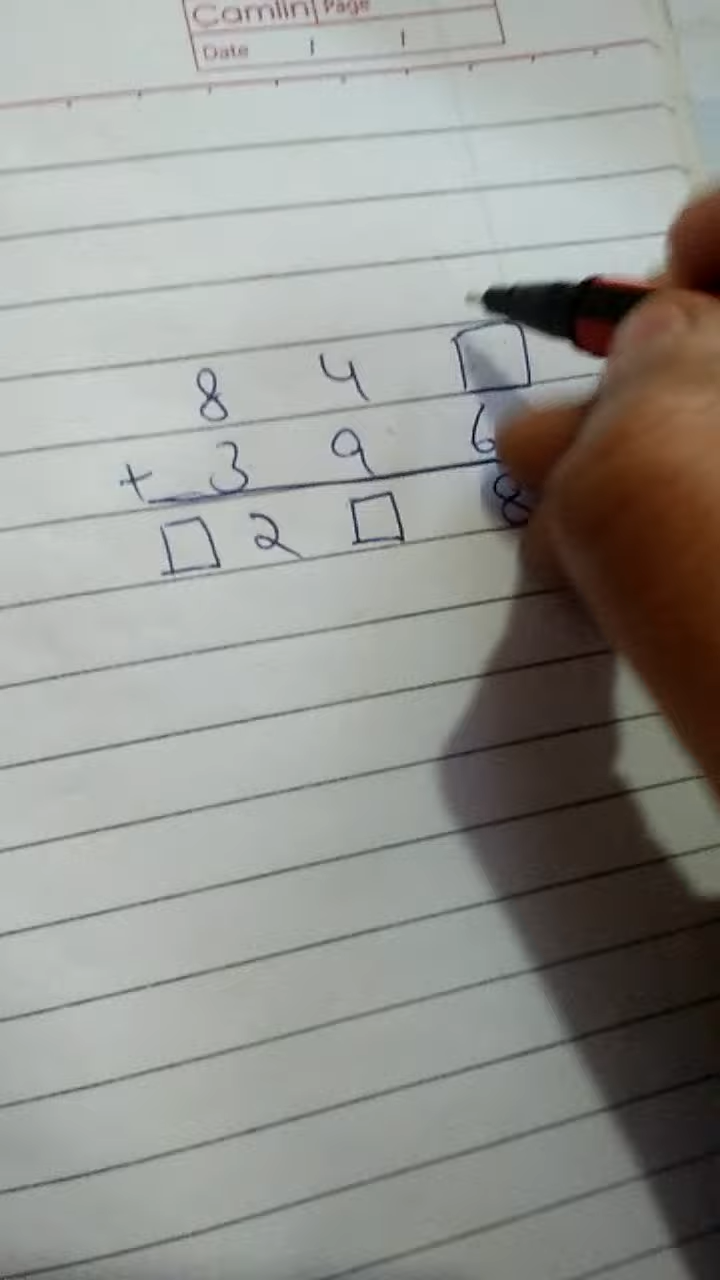 Camlin Page
Date / /
8 4 □
+ 3 9 6
□ 2 □ 8